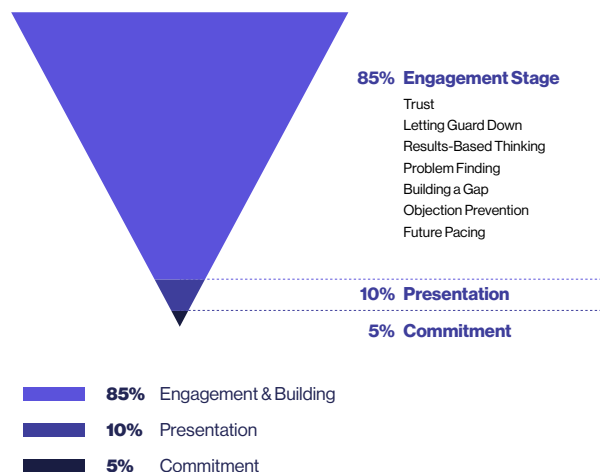 85% Engagement Stage
Trust
Letting Guard Down
Results-Based Thinking
Problem Finding
Building a Gap
Objection Prevention
Future Pacing
10% Presentation
5% Commitment
85% Engagement & Building
10% Presentation
5% Commitment